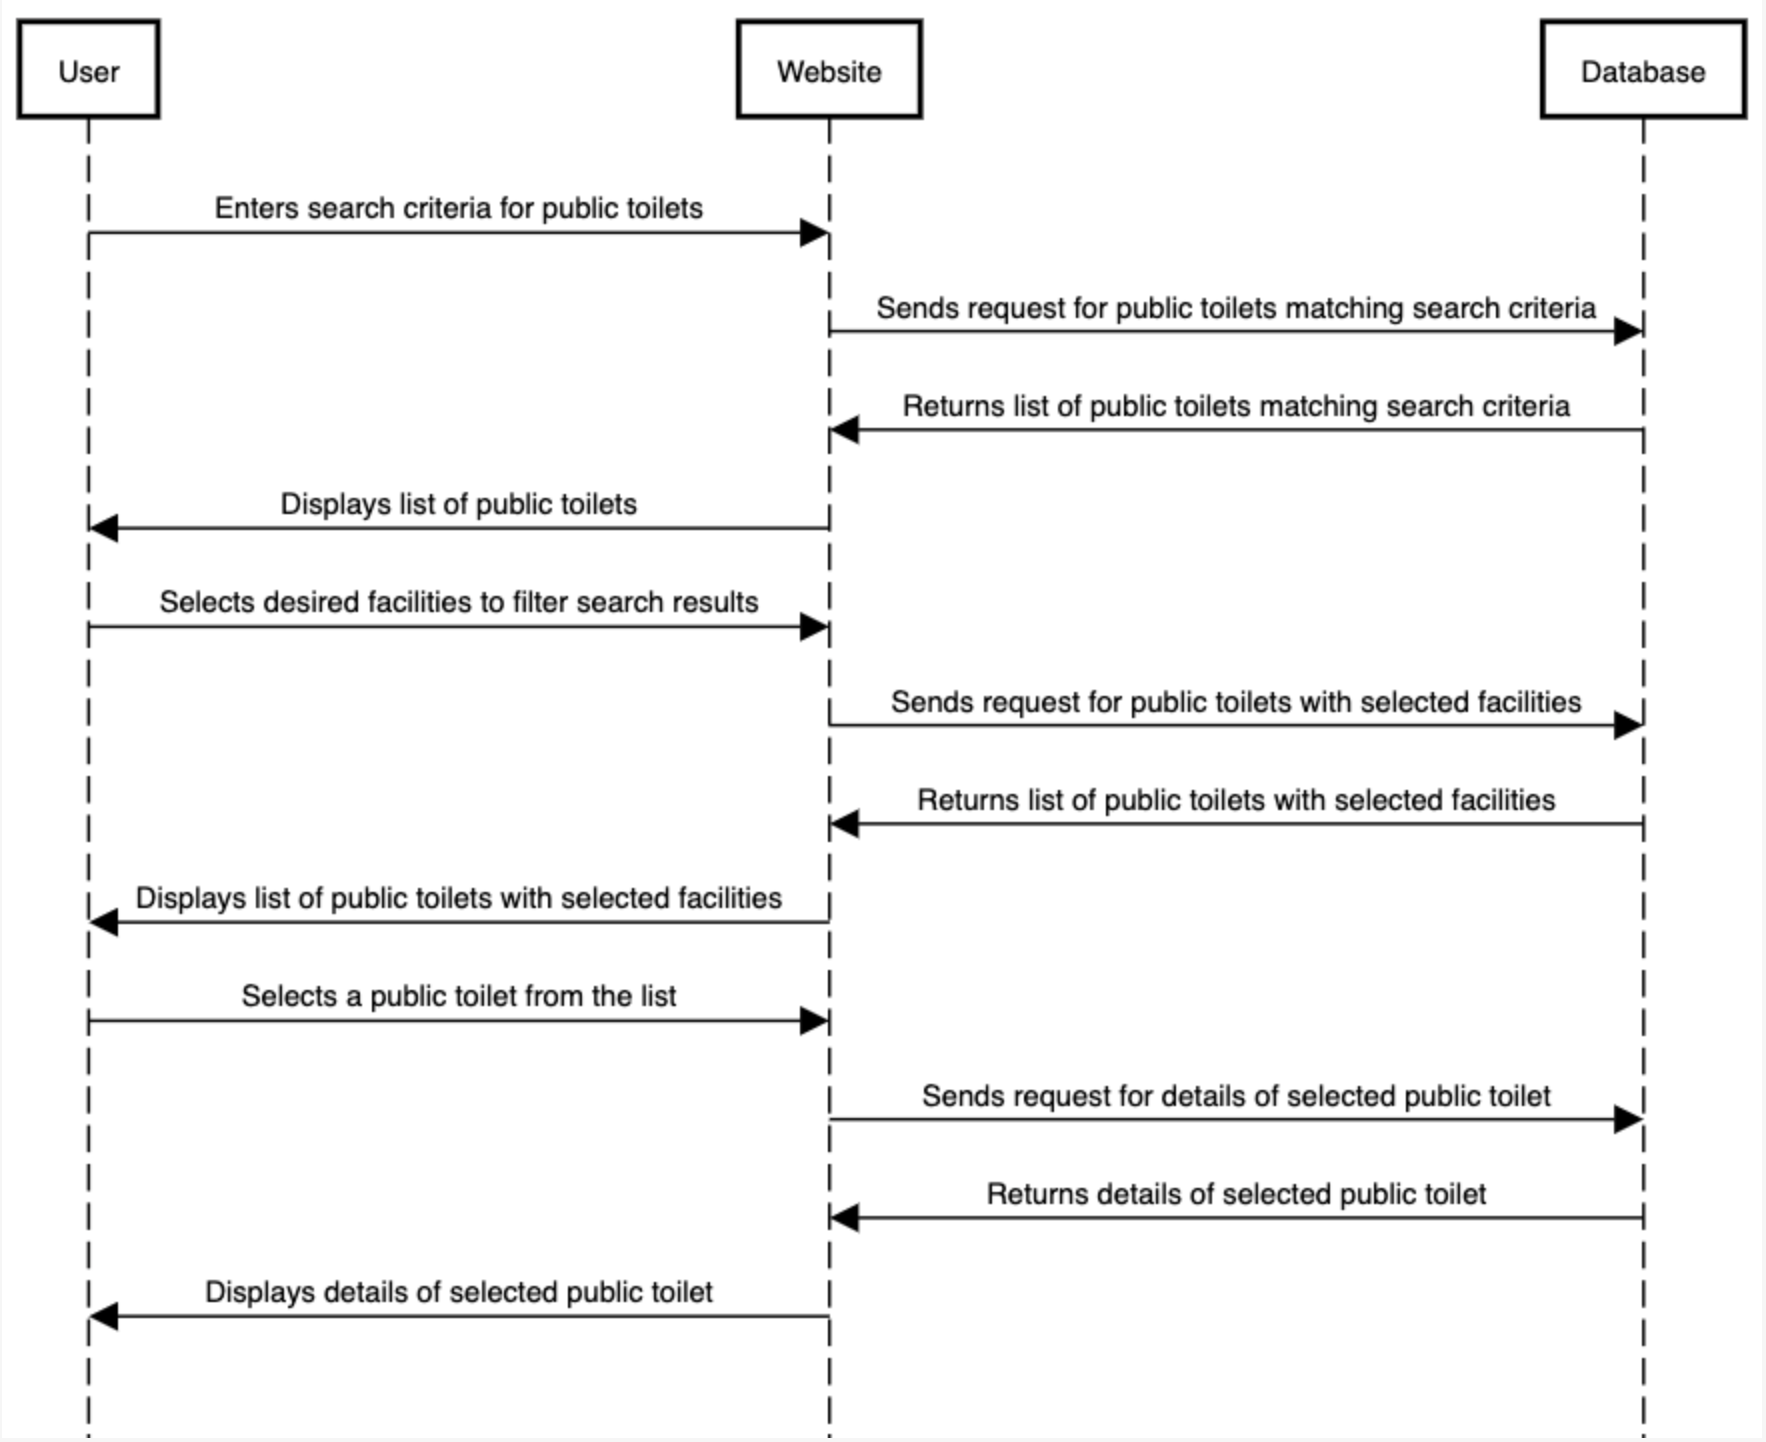 User
Website
Database
Enters search criteria for public toilets
Sends request for public toilets matching search criteria
Returns list of public toilets matching search criteria
Displays list of public toilets
Selects desired facilities to filter search results
Sends request for public toilets with selected facilities
Returns list of public toilets with selected facilities
Displays list of public toilets with selected facilities
Selects a public toilet from the list
Sends request for details of selected public toilet
Returns details of selected public toilet
Displays details of selected public toilet